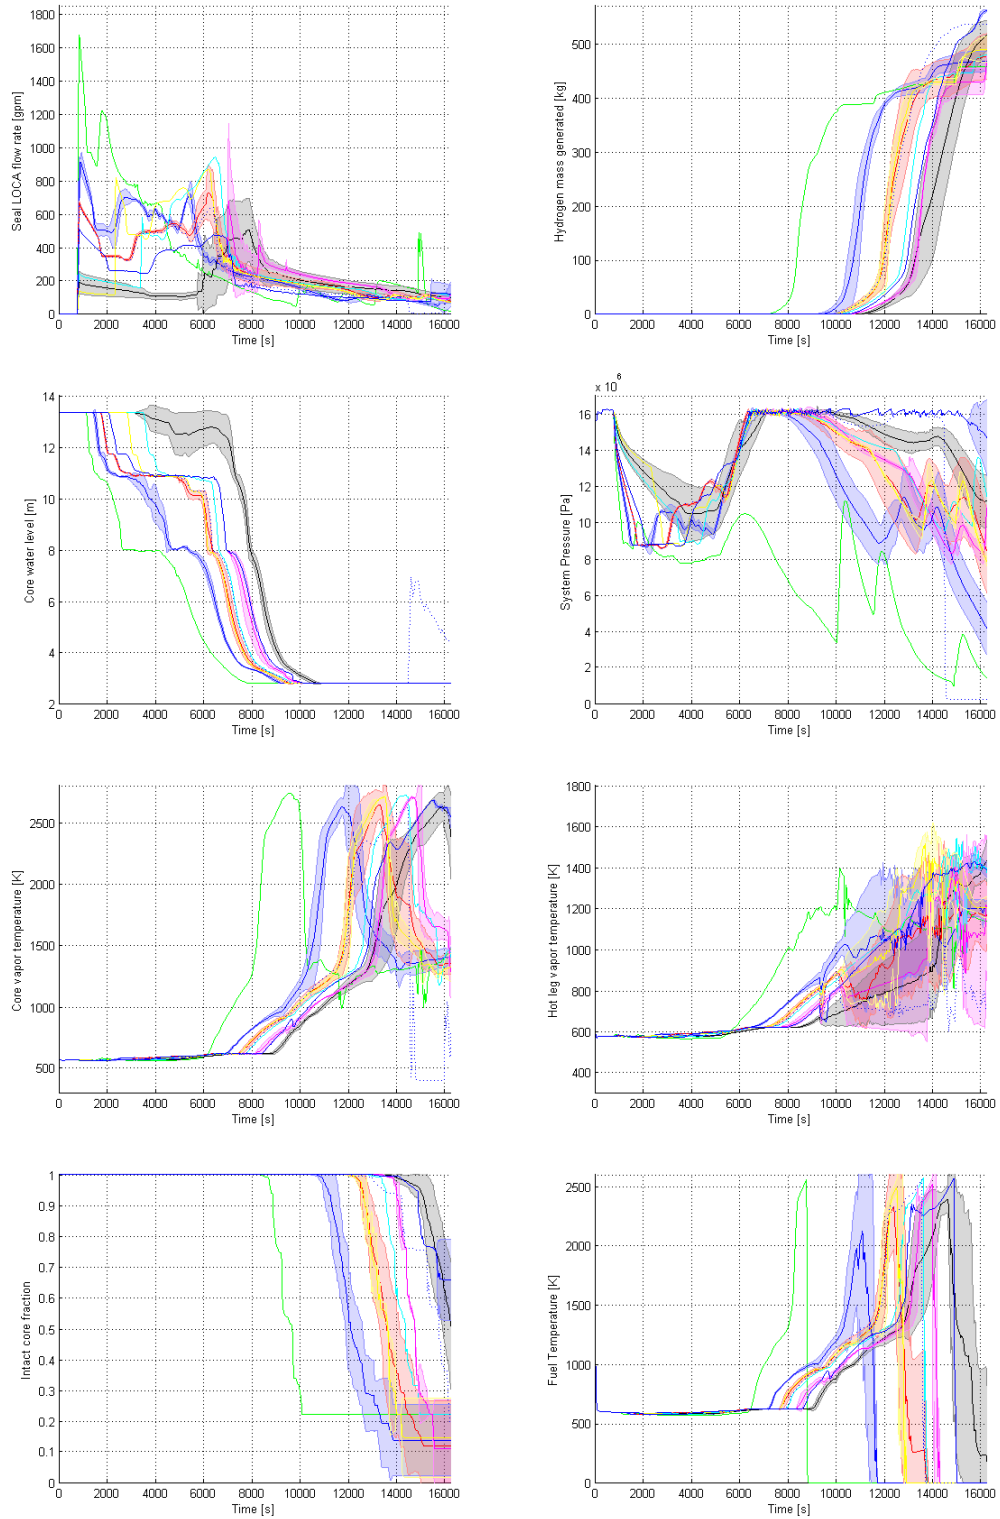 Seal LOCA flow rate [gpm]
1800
1600
1400
1200
1000
800
600
400
200
0
0 2000 4000 6000 8000 10000 12000 14000 16000
Time [s]
Hydrogen mass generated [kg]
500
400
300
200
100
0
0 2000 4000 6000 8000 10000 12000 14000 16000
Time [s]
Core water level [m]
14
12
10
8
6
4
2
0 2000 4000 6000 8000 10000 12000 14000 16000
Time [s]
x 10^6
System Pressure [Pa]
16
14
12
10
8
6
4
2
0
0 2000 4000 6000 8000 10000 12000 14000 16000
Time [s]
Core vapor temperature [K]
2500
2000
1500
1000
500
0 2000 4000 6000 8000 10000 12000 14000 16000
Time [s]
Hot leg vapor temperature [K]
1800
1600
1400
1200
1000
800
600
400
0 2000 4000 6000 8000 10000 12000 14000 16000
Time [s]
Intact core fraction
1
0.9
0.8
0.7
0.6
0.5
0.4
0.3
0.2
0.1
0
0 2000 4000 6000 8000 10000 12000 14000 16000
Time [s]
Fuel Temperature [K]
2500
2000
1500
1000
500
0
0 2000 4000 6000 8000 10000 12000 14000 16000
Time [s]